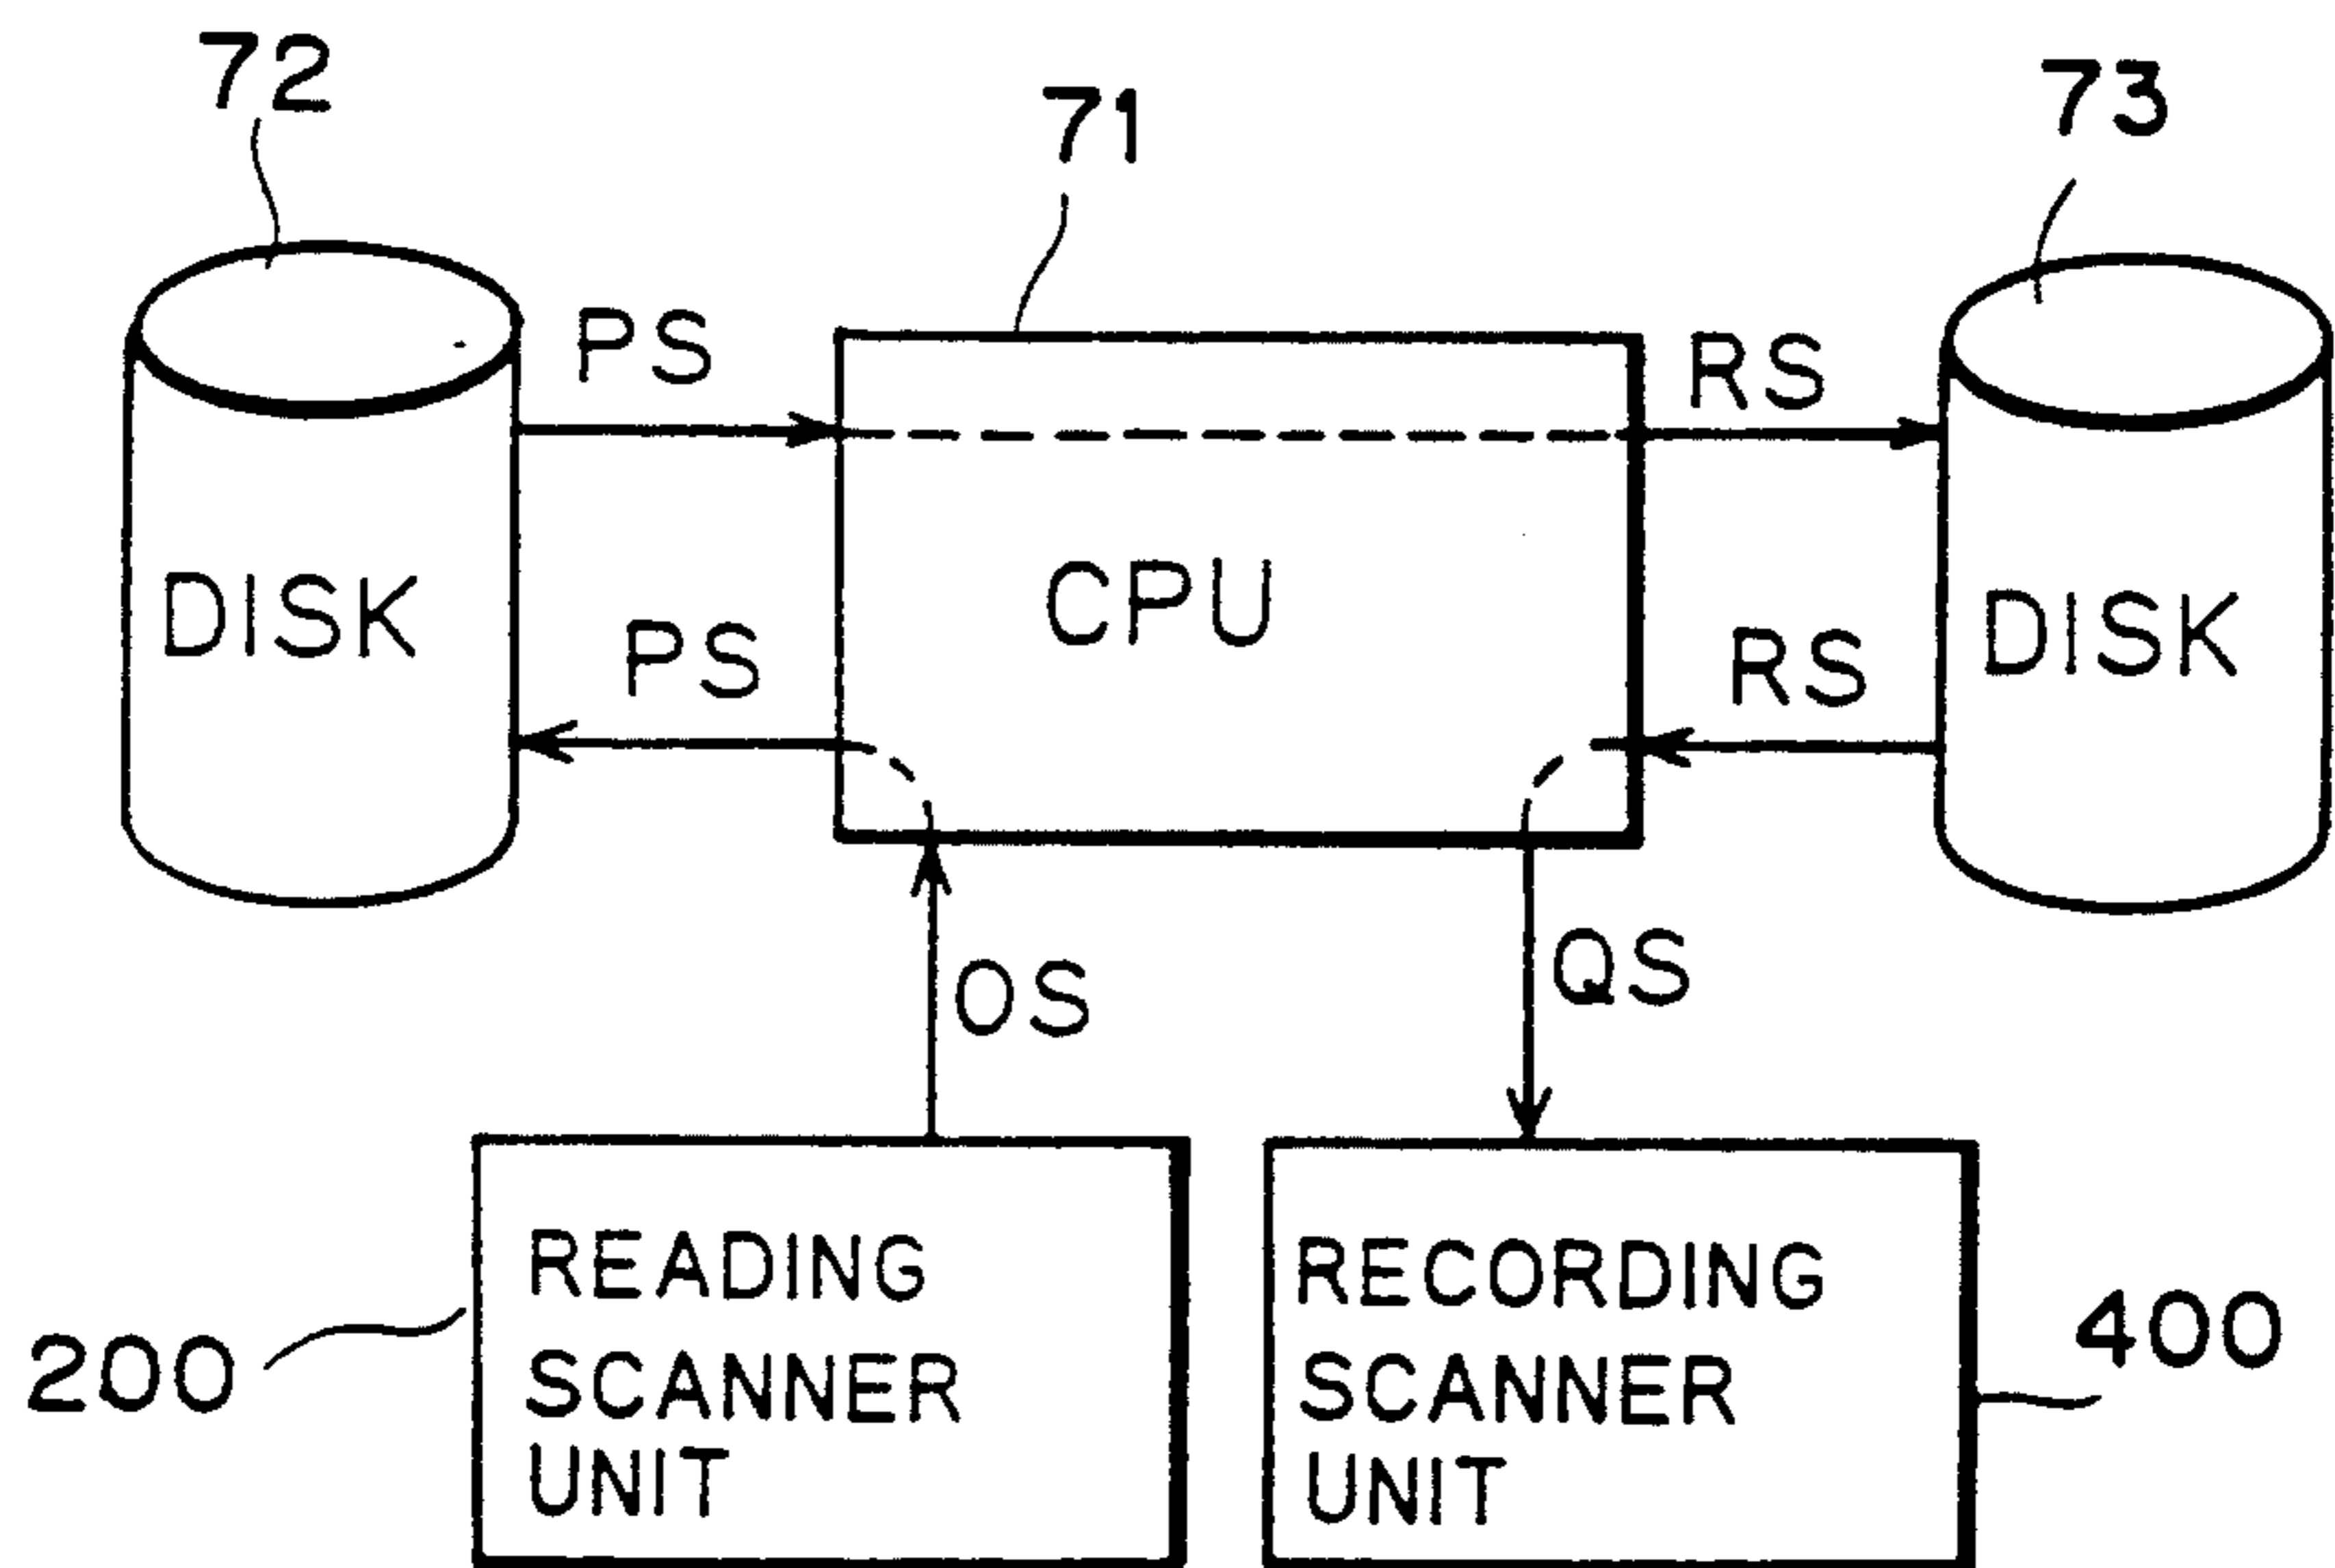 72
71
73
PS
RS
DISK
CPU
DISK
PS
RS
OS
QS
READING
SCANNER
UNIT
200
RECORDING
SCANNER
UNIT
400